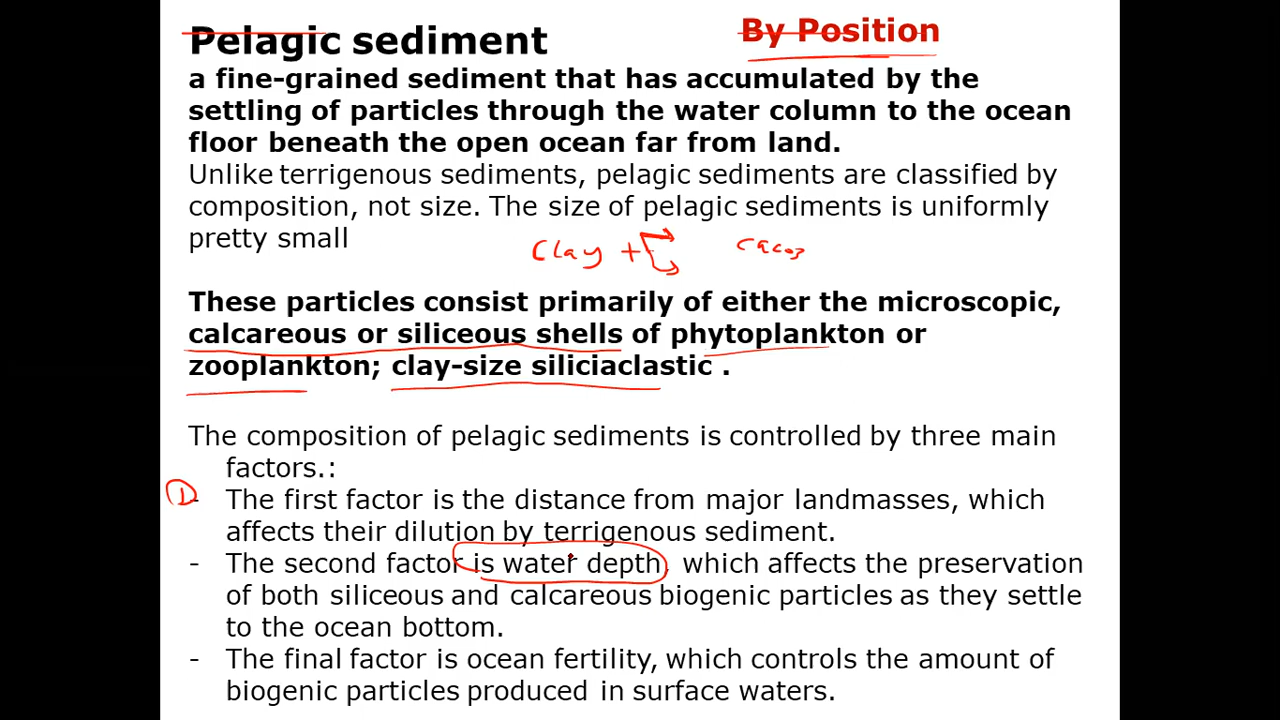 Pelagic sediment
By Position
a fine-grained sediment that has accumulated by the
settling of particles through the water column to the ocean
floor beneath the open ocean far from land.
Unlike terrigenous sediments, pelagic sediments are classified by
composition, not size. The size of pelagic sediments is uniformly
pretty small
Clay + CaCO3
These particles consist primarily of either the microscopic,
calcareous or siliceous shells of phytoplankton or
zooplankton; clay-size siliciaclastic .
The composition of pelagic sediments is controlled by three main
factors.:
1
- The first factor is the distance from major landmasses, which
affects their dilution by terrigenous sediment.
- The second factor is water depth, which affects the preservation
of both siliceous and calcareous biogenic particles as they settle
to the ocean bottom.
- The final factor is ocean fertility, which controls the amount of
biogenic particles produced in surface waters.